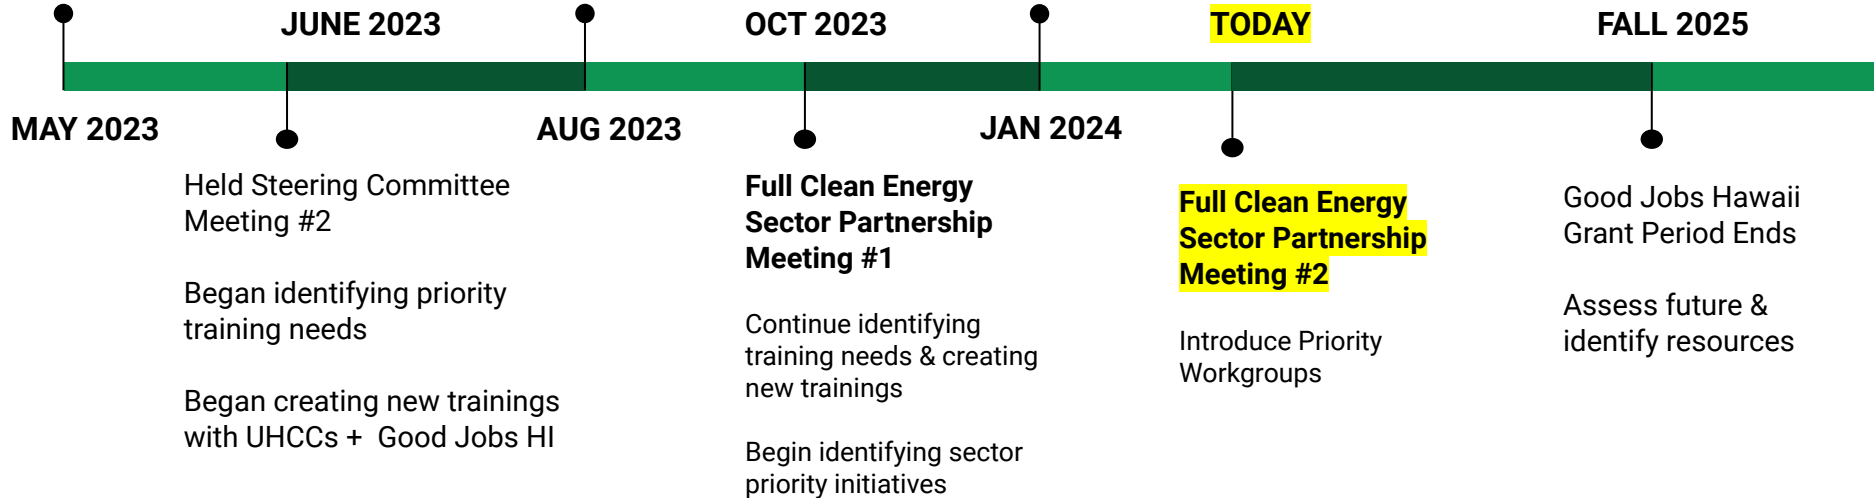 JUNE 2023
OCT 2023
TODAY
FALL 2025
MAY 2023
AUG 2023
JAN 2024
Held Steering Committee
Meeting #2
Began identifying priority
training needs
Began creating new trainings
with UHCCs + Good Jobs HI
Full Clean Energy
Sector Partnership
Meeting #1
Continue identifying
training needs & creating
new trainings
Begin identifying sector
priority initiatives
Full Clean Energy
Sector Partnership
Meeting #2
Introduce Priority
Workgroups
Good Jobs Hawaii
Grant Period Ends
Assess future &
identify resources